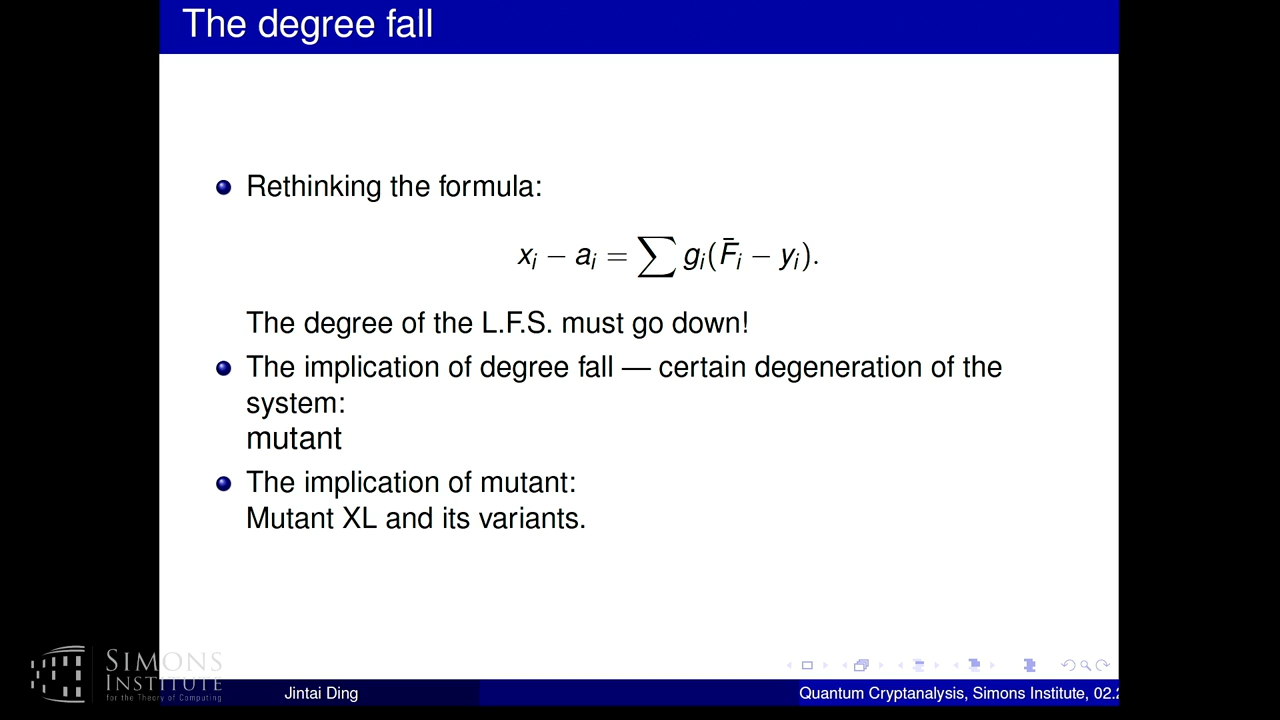 The degree fall
Rethinking the formula:
x_i − a_i = ∑ g_i(F̄_i − y_i).
The degree of the L.F.S. must go down!
The implication of degree fall — certain degeneration of the
system:
mutant
The implication of mutant:
Mutant XL and its variants.
SIMONS
INSTITUTE
for the Theory of Computing
Jintai Ding
Quantum Cryptanalysis, Simons Institute, 02.2